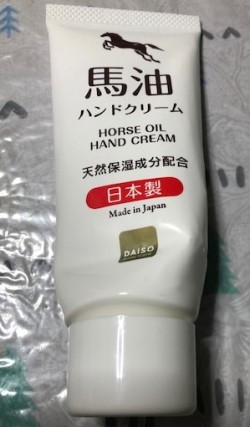 馬油
ハンドクリーム
HORSE OIL
HAND CREAM
天然保湿成分配合
日本製
Made in Japan
DAISO